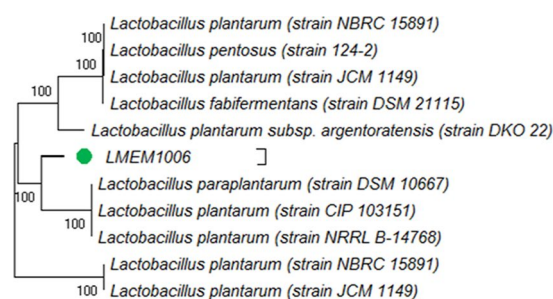 Lactobacillus plantarum (strain NBRC 15891)
100
Lactobacillus pentosus (strain 124-2)
100
Lactobacillus plantarum (strain JCM 1149)
100
Lactobacillus fabifermentans (strain DSM 21115)
Lactobacillus plantarum subsp. argentoratensis (strain DKO 22)
LMEM1006
Lactobacillus paraplantarum (strain DSM 10667)
100
Lactobacillus plantarum (strain CIP 103151)
100
Lactobacillus plantarum (strain NRRL B-14768)
Lactobacillus plantarum (strain NBRC 15891)
100
Lactobacillus plantarum (strain JCM 1149)